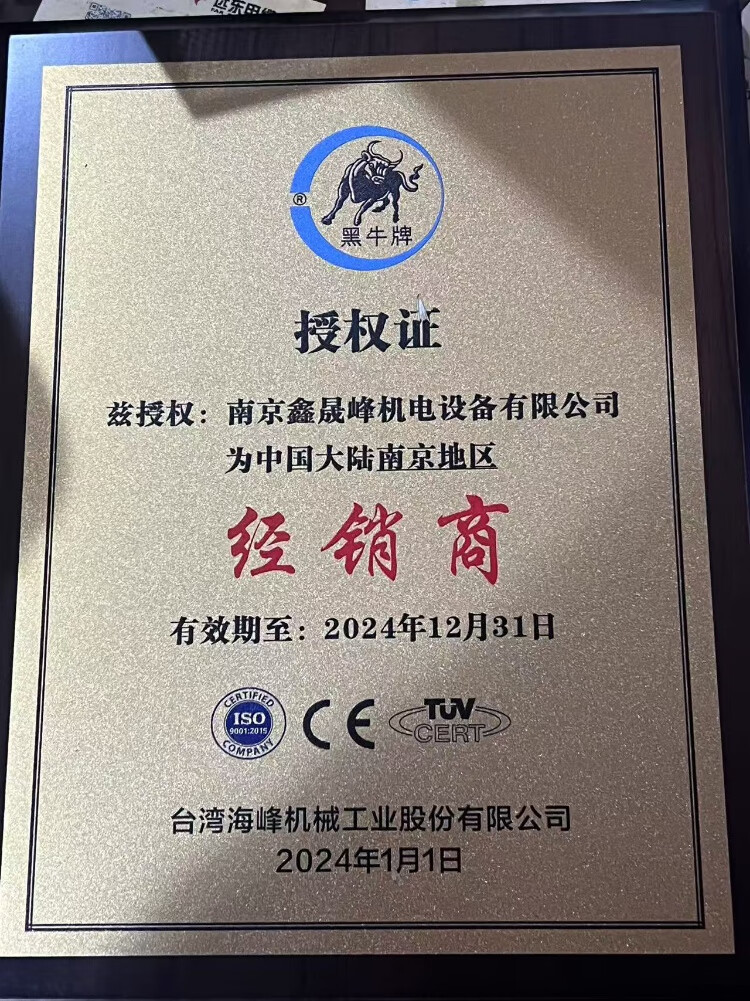 匹东电缆
®
黑牛牌
授权证
兹授权：南京鑫晟峰机电设备有限公司
为中国大陆南京地区
经销商
有效期至：2024年12月31日
CERTIFIED
ISO
9001:2015
COMPANY
CE
TÜV
CERT
台湾海峰机械工业股份有限公司
2024年1月1日